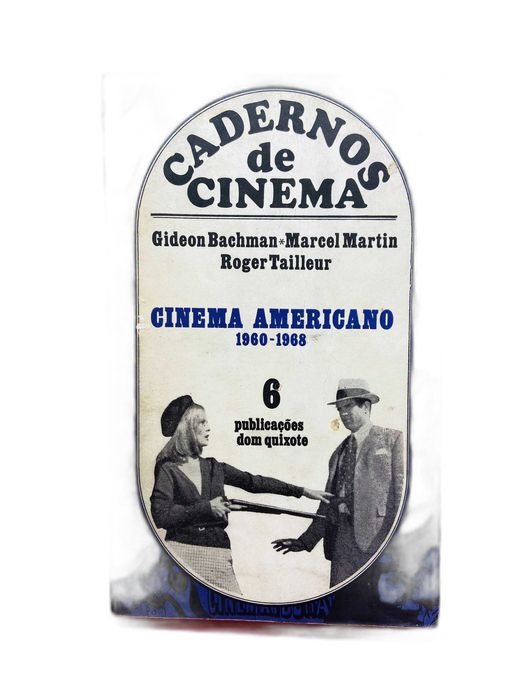 CADERNOS
de
CINEMA
Gideon Bachman*Marcel Martin
Roger Tailleur
CINEMA AMERICANO
1960-1968
6
publicações
dom quixote